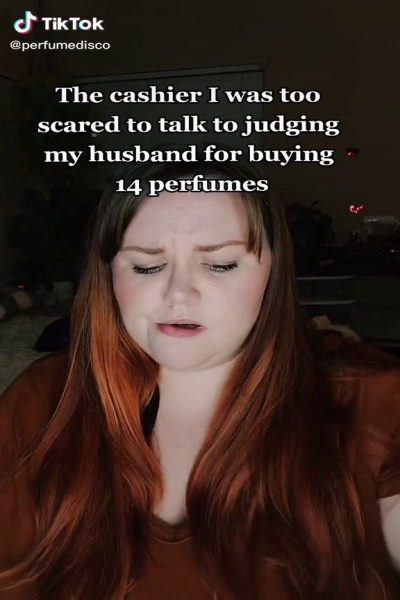 TikTok
@perfumedisco
The cashier I was too
scared to talk to judging
my husband for buying
14 perfumes